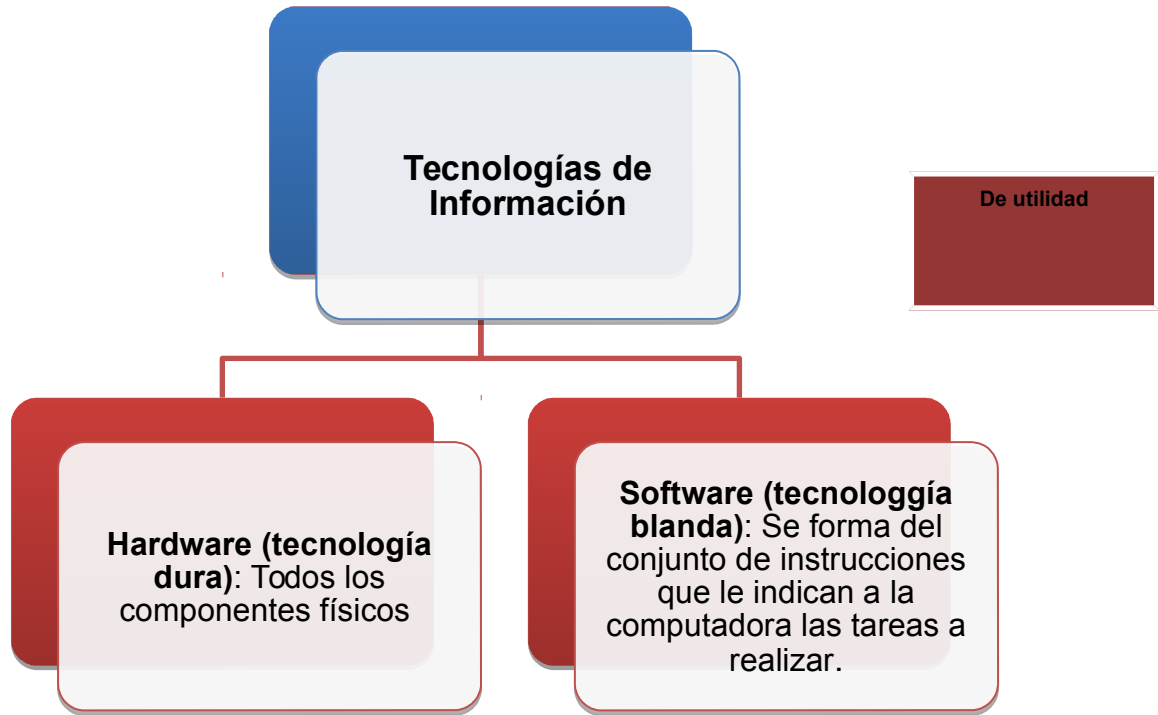 Tecnologías de
Información
De utilidad
Hardware (tecnología
dura): Todos los
componentes físicos
Software (tecnologgía
blanda): Se forma del
conjunto de instrucciones
que le indican a la
computadora las tareas a
realizar.